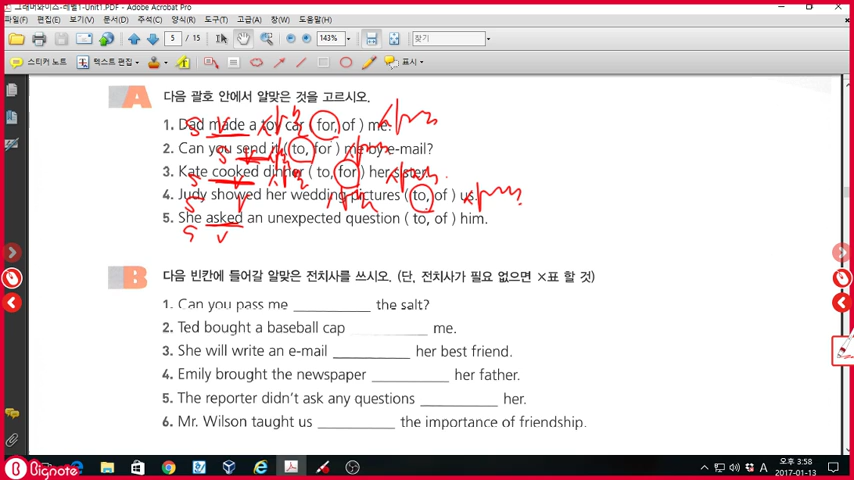 그래머와이즈-레벨1-Unit1.PDF - Adobe Acrobat Pro
파일(F) 편집(E) 보기(V) 문서(D) 주석(C) 양식(R) 도구(T) 고급(A) 창(W) 도움말(H)
5 / 15 143% 찾기
스티커 노트 텍스트 편집 표시
A 다음 괄호 안에서 알맞은 것을 고르시오.
1. Dad made a toy car ( for, of ) me.
2. Can you send it ( to, for ) me by e-mail?
3. Kate cooked dinner ( to, for ) her sister.
4. Judy showed her wedding pictures ( to, of ) us.
5. She asked an unexpected question ( to, of ) him.
S V
B 다음 빈칸에 들어갈 알맞은 전치사를 쓰시오. (단, 전치사가 필요 없으면 ×표 할 것)
1. Can you pass me __________ the salt?
2. Ted bought a baseball cap __________ me.
3. She will write an e-mail __________ her best friend.
4. Emily brought the newspaper __________ her father.
5. The reporter didn't ask any questions __________ her.
6. Mr. Wilson taught us __________ the importance of friendship.
Bignote
A 오후 3:58
2017-01-13